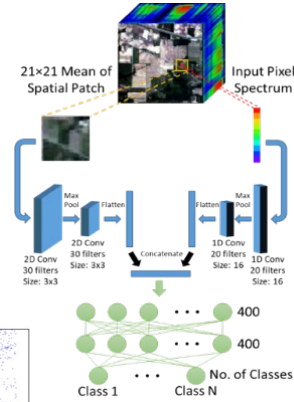 21×21 Mean of
Spatial Patch
Input Pixel
Spectrum
Max
Pool
Flatten
Flatten
Max
Pool
2D Conv
30 filters
Size: 3x3
2D Conv
30 filters
Size: 3x3
Concatenate
1D Conv
20 filters
Size: 16
1D Conv
20 filters
Size: 16
400
400
No. of Classes
Class 1
Class N